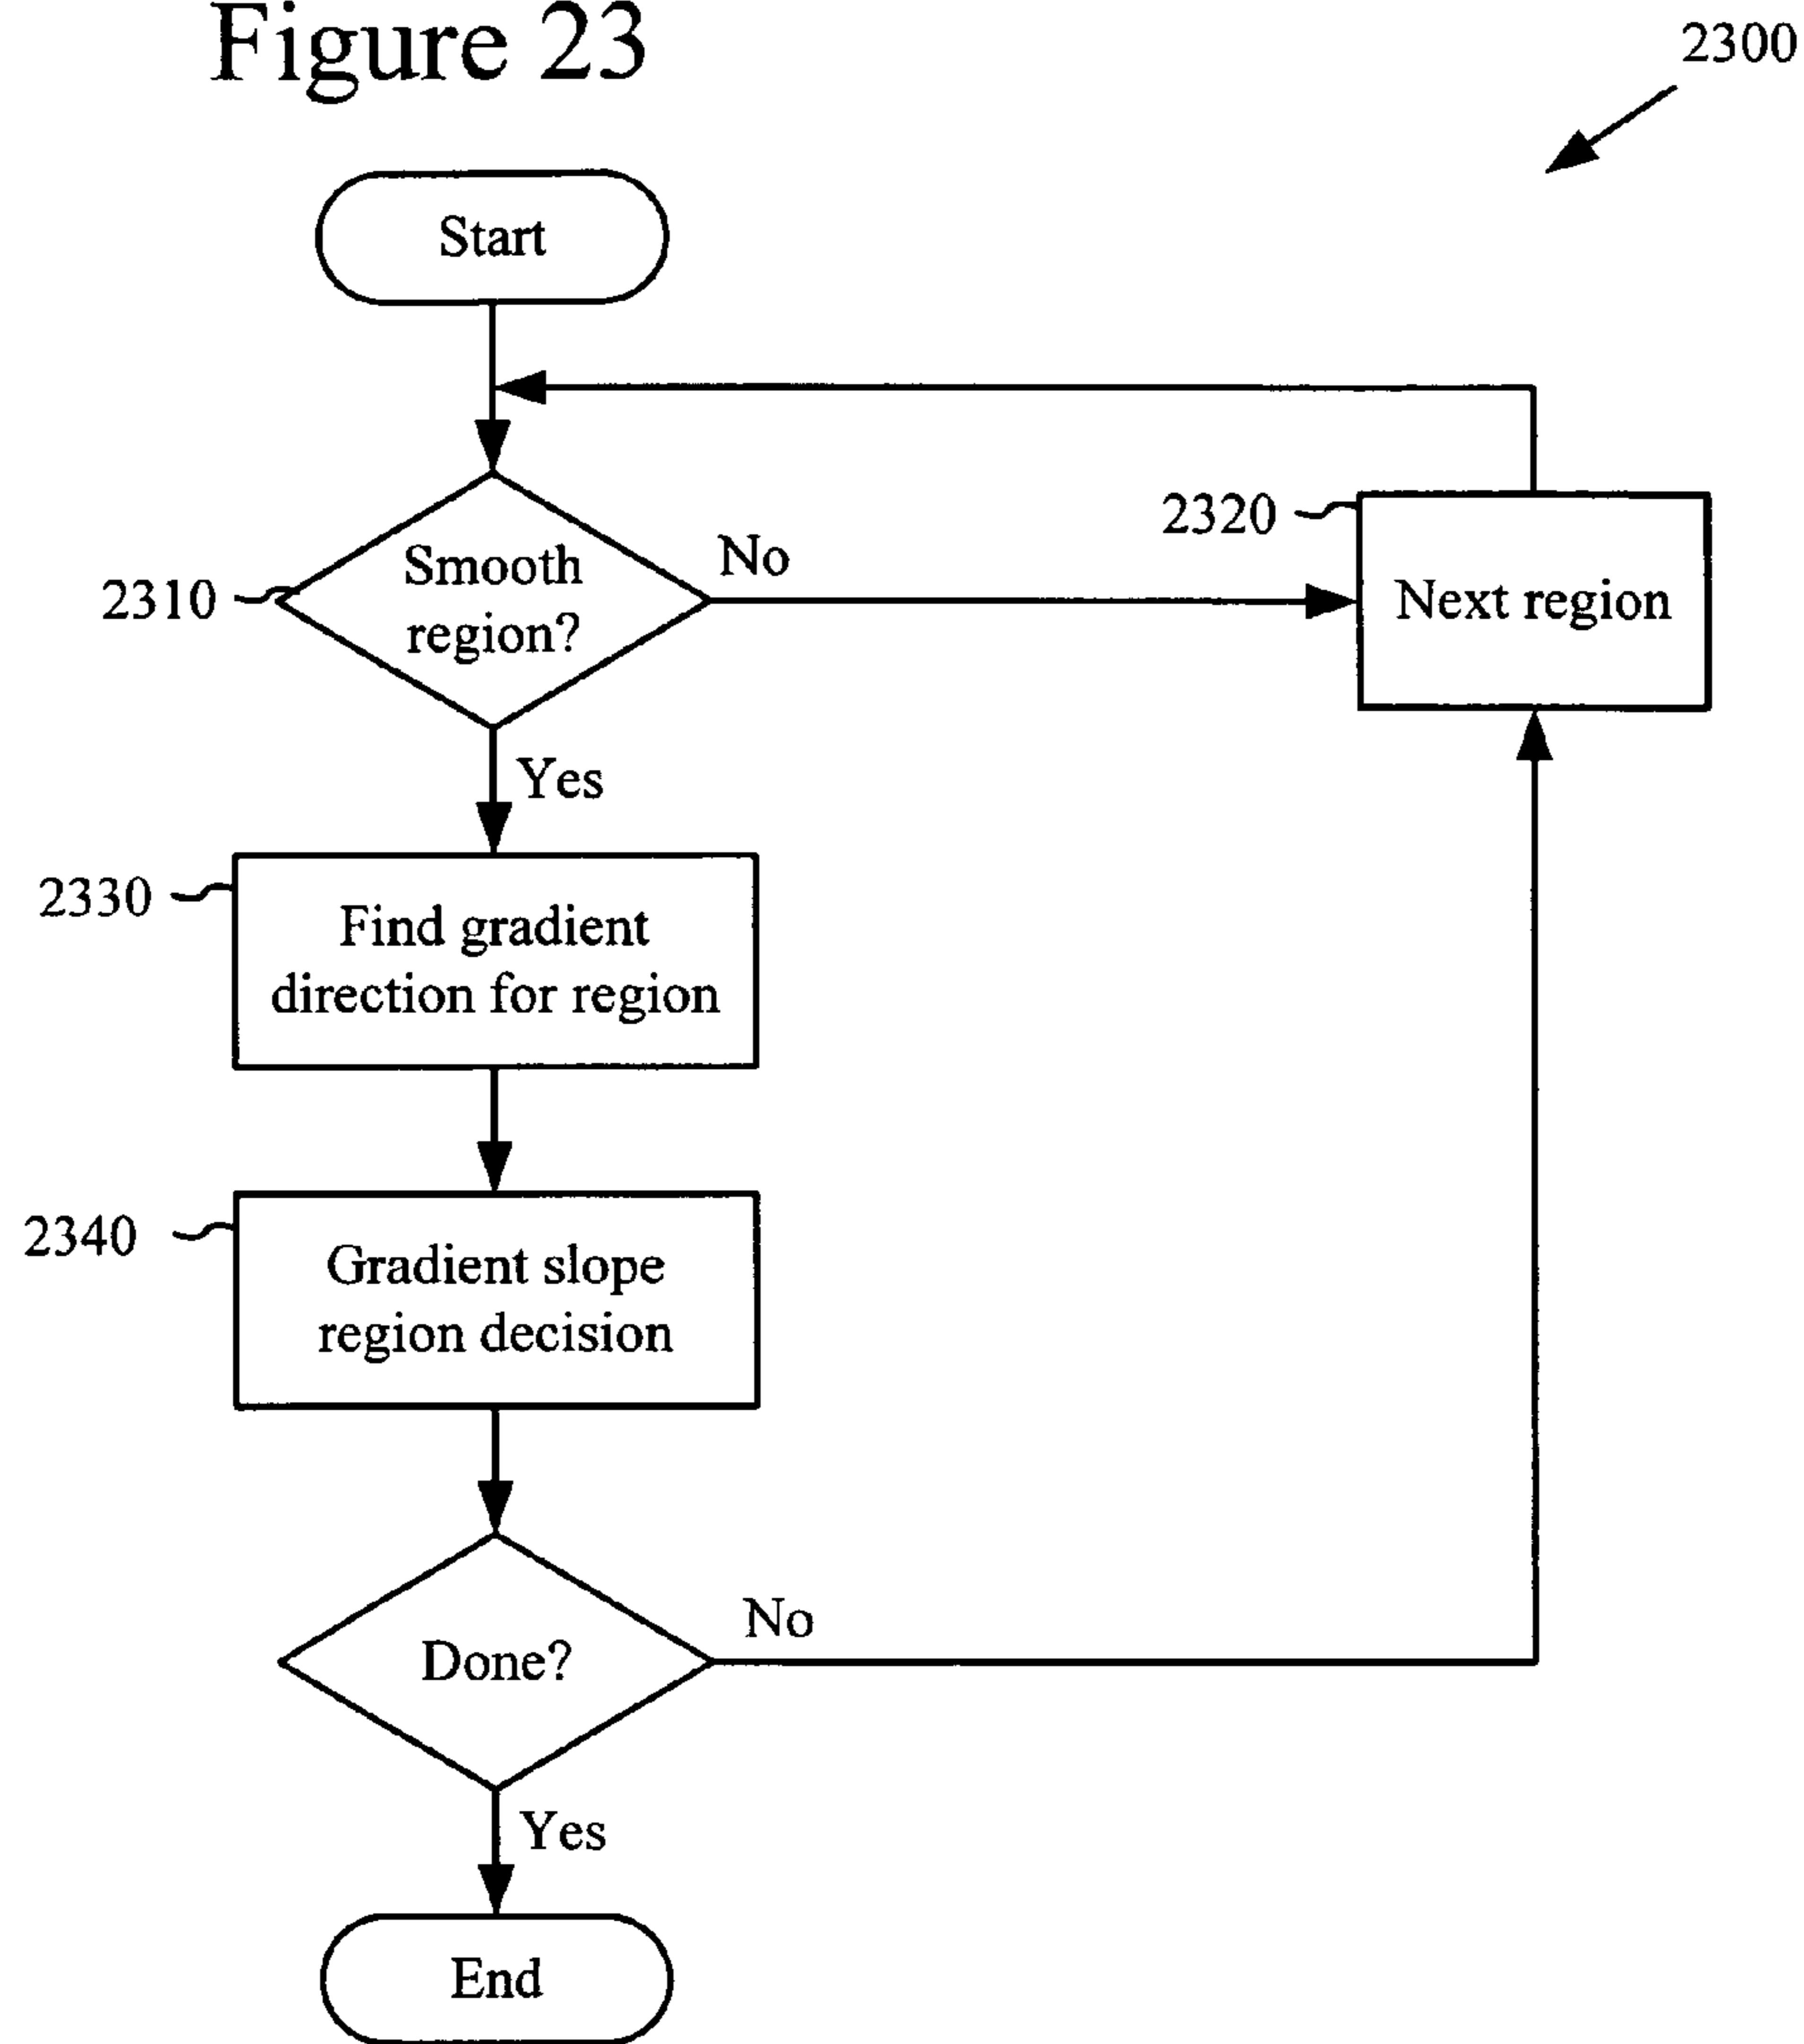 Figure 23
2300
Start
2310
Smooth
region?
No
2320
Next region
Yes
2330
Find gradient
direction for region
2340
Gradient slope
region decision
Done?
No
Yes
End